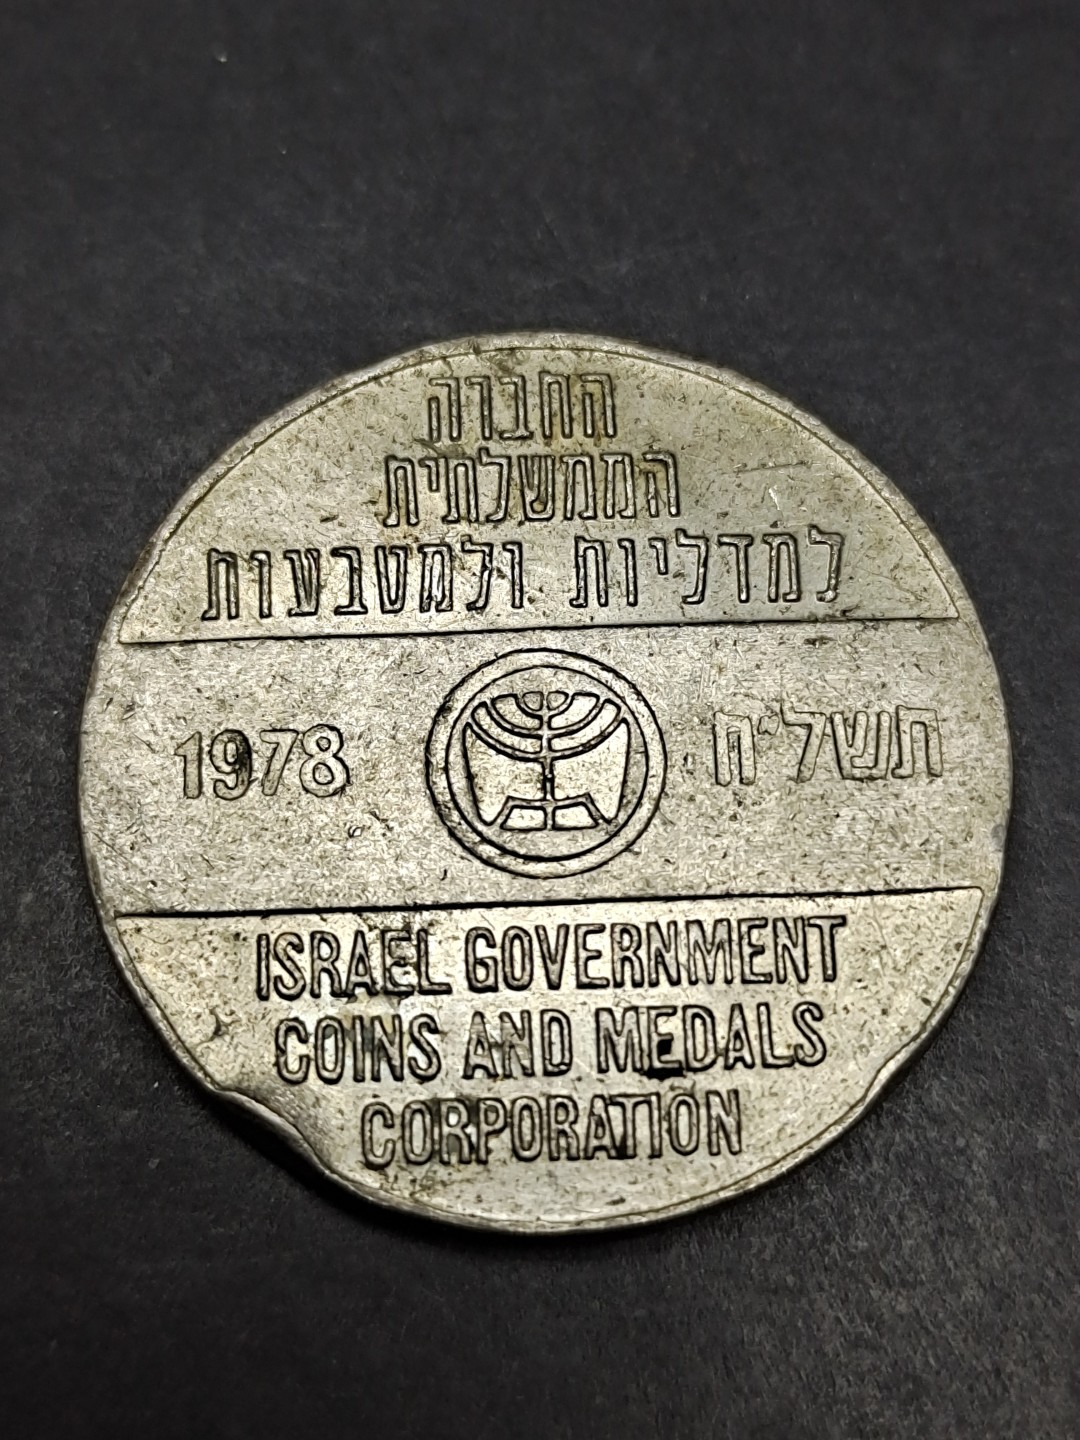 החברה
הממשלתית
למדליות ולמטבעות
1978 תשל"ח
ISRAEL GOVERNMENT
COINS AND MEDALS
CORPORATION